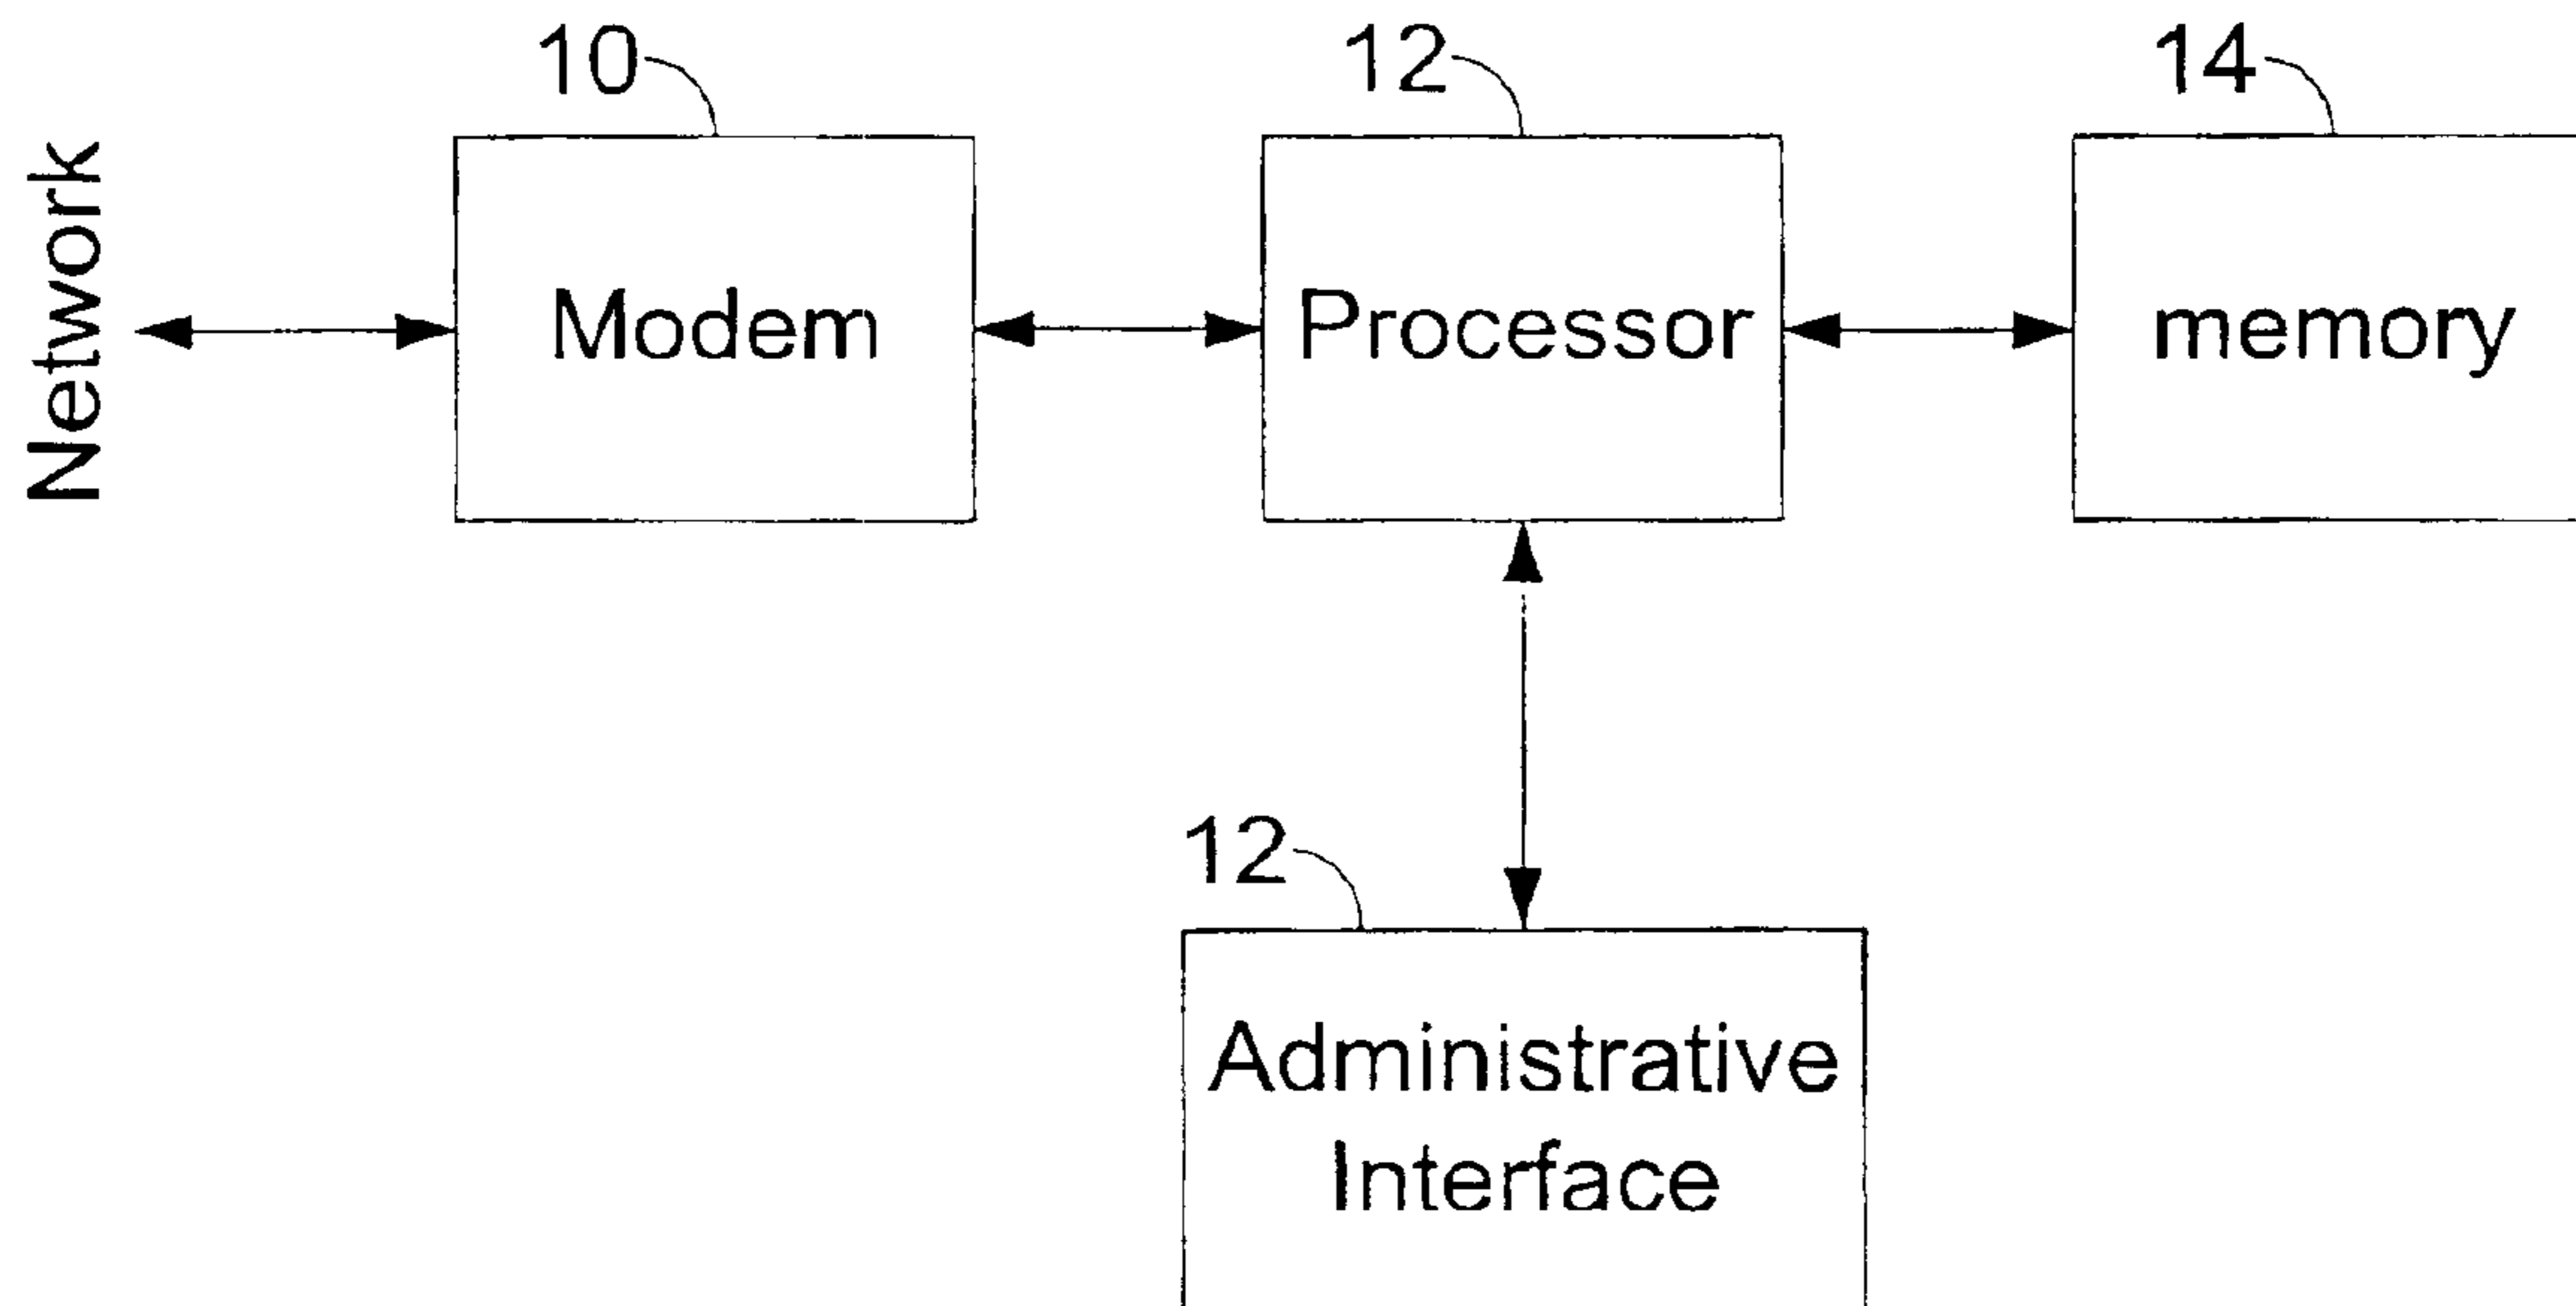 10
12
14
Network
Modem
Processor
memory
12
Administrative
Interface